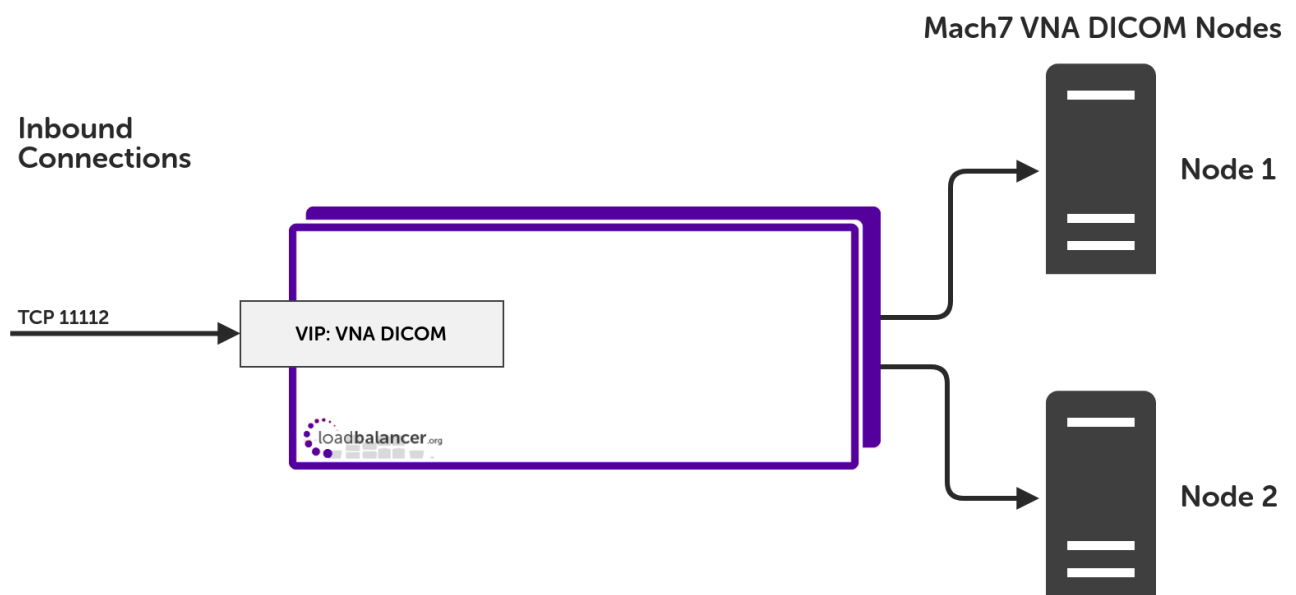 Mach7 VNA DICOM Nodes
Inbound
Connections
Node 1
TCP 11112
VIP: VNA DICOM
loadbalancer.org
Node 2